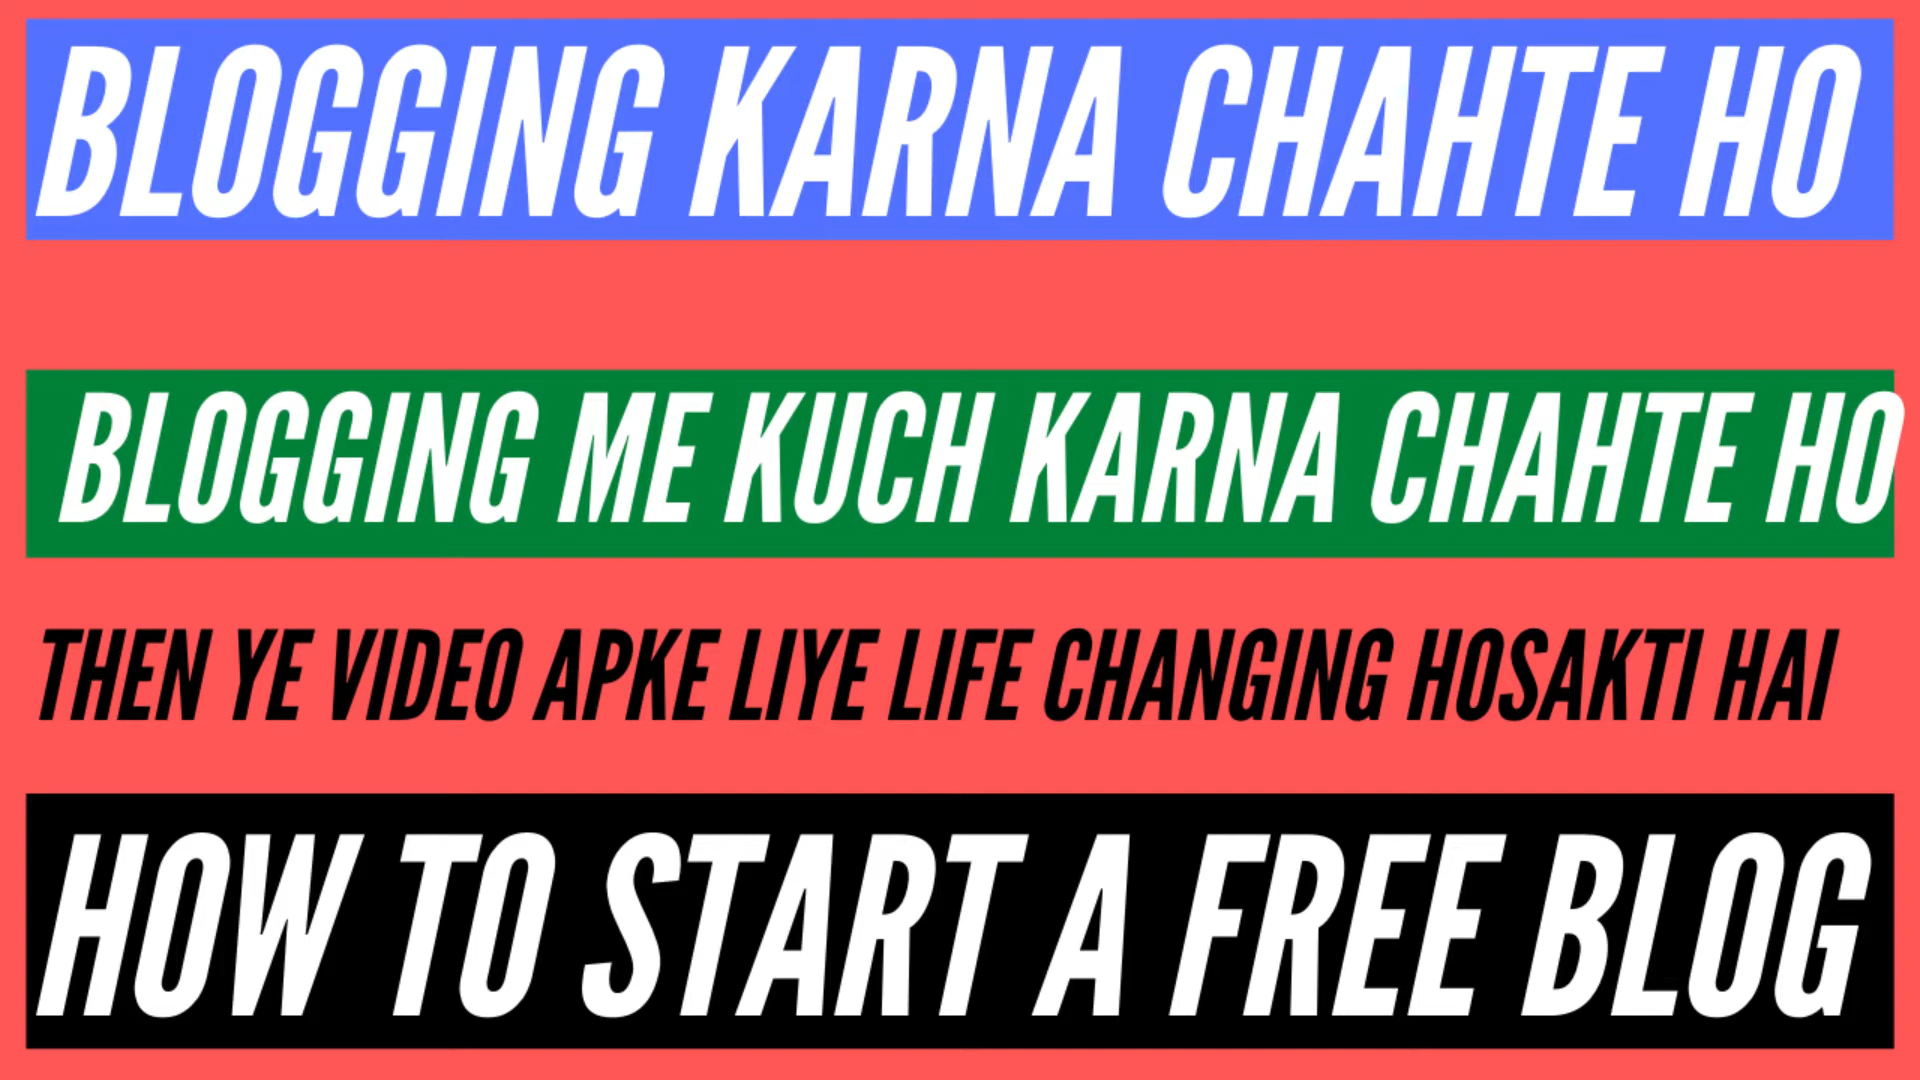 BLOGGING KARNA CHAHTE HO
BLOGGING ME KUCH KARNA CHAHTE HO
THEN YE VIDEO APKE LIYE LIFE CHANGING HOSAKTI HAI
HOW TO START A FREE BLOG